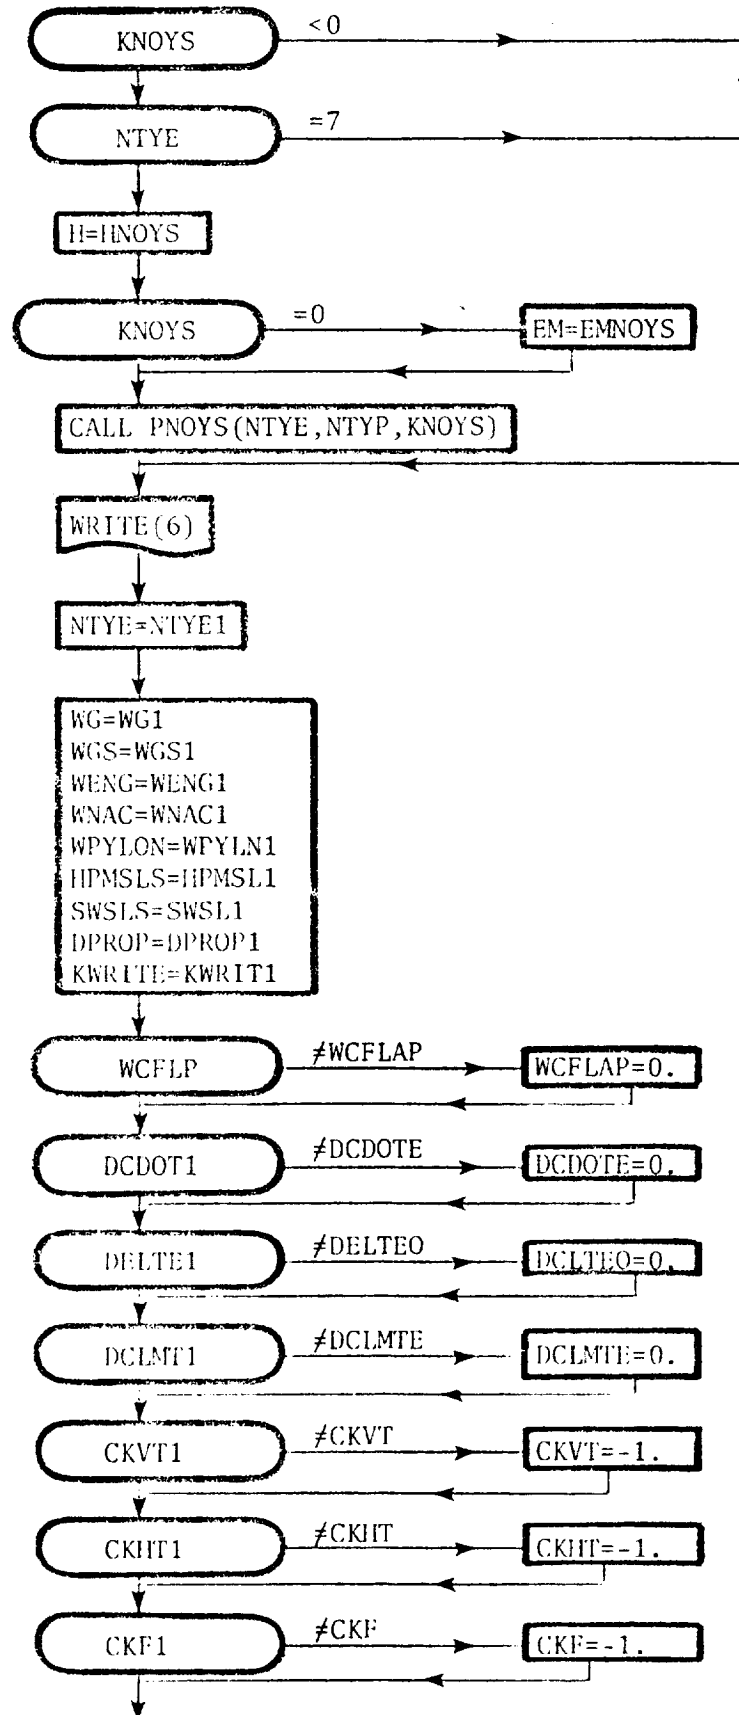 KNOYS <0
NTYE =7
H=HNOYS
KNOYS =0 EM=EMNOYS
CALL PNOYS(NTYE,NTYP,KNOYS)
WRITE(6)
NTYE=NTYE1
WG=WG1
WGS=WGS1
WENG=WENG1
WNAC=WNAC1
WPYLON=WPYLN1
HPMSLS=HPMSL1
SWSLS=SWSL1
DPROP=DPROP1
KWRITE=KWRIT1
WCFLP ≠WCFLAP WCFLAP=0.
DCDOT1 ≠DCDOTE DCDOTE=0.
DELTE1 ≠DELTEO DCLTEO=0.
DCLMT1 ≠DCLMTE DCLMTE=0.
CKVT1 ≠CKVT CKVT=-1.
CKHT1 ≠CKHT CKHT=-1.
CKF1 ≠CKF CKF=-1.